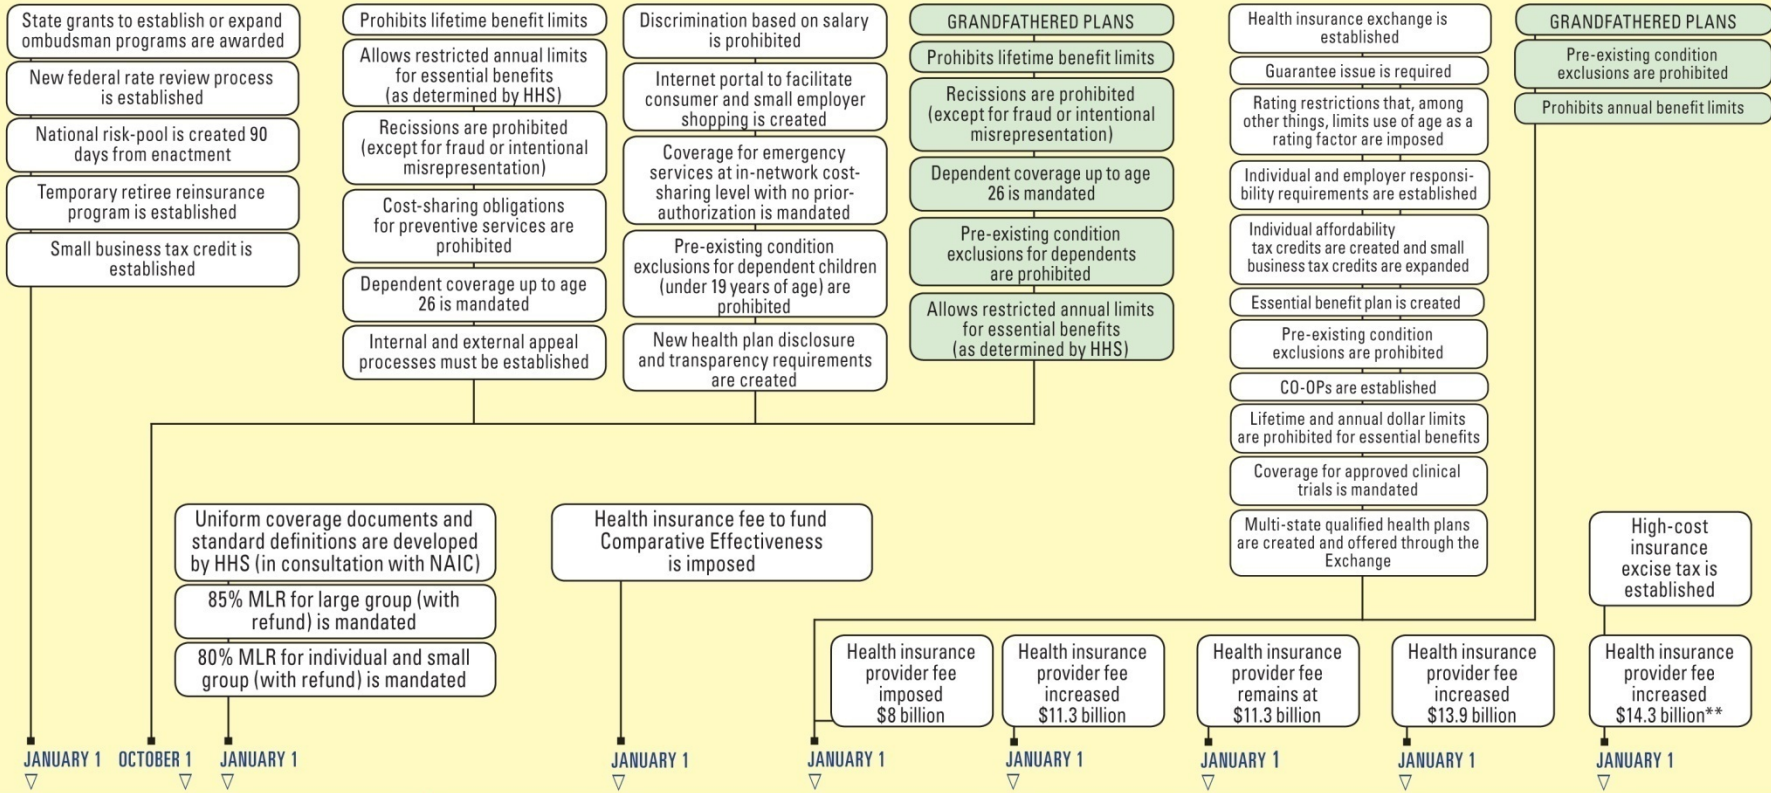 State grants to establish or expand
ombudsman programs are awarded
New federal rate review process
is established
National risk-pool is created 90
days from enactment
Temporary retiree reinsurance
program is established
Small business tax credit is
established
Prohibits lifetime benefit limits
Allows restricted annual limits
for essential benefits
(as determined by HHS)
Recissions are prohibited
(except for fraud or intentional
misrepresentation)
Cost-sharing obligations
for preventive services are
prohibited
Dependent coverage up to age
26 is mandated
Internal and external appeal
processes must be established
Discrimination based on salary
is prohibited
Internet portal to facilitate
consumer and small employer
shopping is created
Coverage for emergency
services at in-network cost-
sharing level with no prior-
authorization is mandated
Pre-existing condition
exclusions for dependent children
(under 19 years of age) are
prohibited
New health plan disclosure
and transparency requirements
are created
GRANDFATHERED PLANS
Prohibits lifetime benefit limits
Recissions are prohibited
(except for fraud or intentional
misrepresentation)
Dependent coverage up to age
26 is mandated
Pre-existing condition
exclusions for dependents
are prohibited
Allows restricted annual limits
for essential benefits
(as determined by HHS)
Health insurance exchange is
established
Guarantee issue is required
Rating restrictions that, among
other things, limits use of age as a
rating factor are imposed
Individual and employer responsi-
bility requirements are established
Individual affordability
tax credits are created and small
business tax credits are expanded
Essential benefit plan is created
Pre-existing condition
exclusions are prohibited
CO-OPs are established
Lifetime and annual dollar limits
are prohibited for essential benefits
Coverage for approved clinical
trials is mandated
Multi-state qualified health plans
are created and offered through the
Exchange
GRANDFATHERED PLANS
Pre-existing condition
exclusions are prohibited
Prohibits annual benefit limits
Uniform coverage documents and
standard definitions are developed
by HHS (in consultation with NAIC)
85% MLR for large group (with
refund) is mandated
80% MLR for individual and small
group (with refund) is mandated
Health insurance fee to fund
Comparative Effectiveness
is imposed
High-cost
insurance
excise tax is
established
Health insurance
provider fee
imposed
$8 billion
Health insurance
provider fee
increased
$11.3 billion
Health insurance
provider fee
remains at
$11.3 billion
Health insurance
provider fee
increased
$13.9 billion
Health insurance
provider fee
increased
$14.3 billion**
JANUARY 1
OCTOBER 1
JANUARY 1
JANUARY 1
JANUARY 1
JANUARY 1
JANUARY 1
JANUARY 1
JANUARY 1